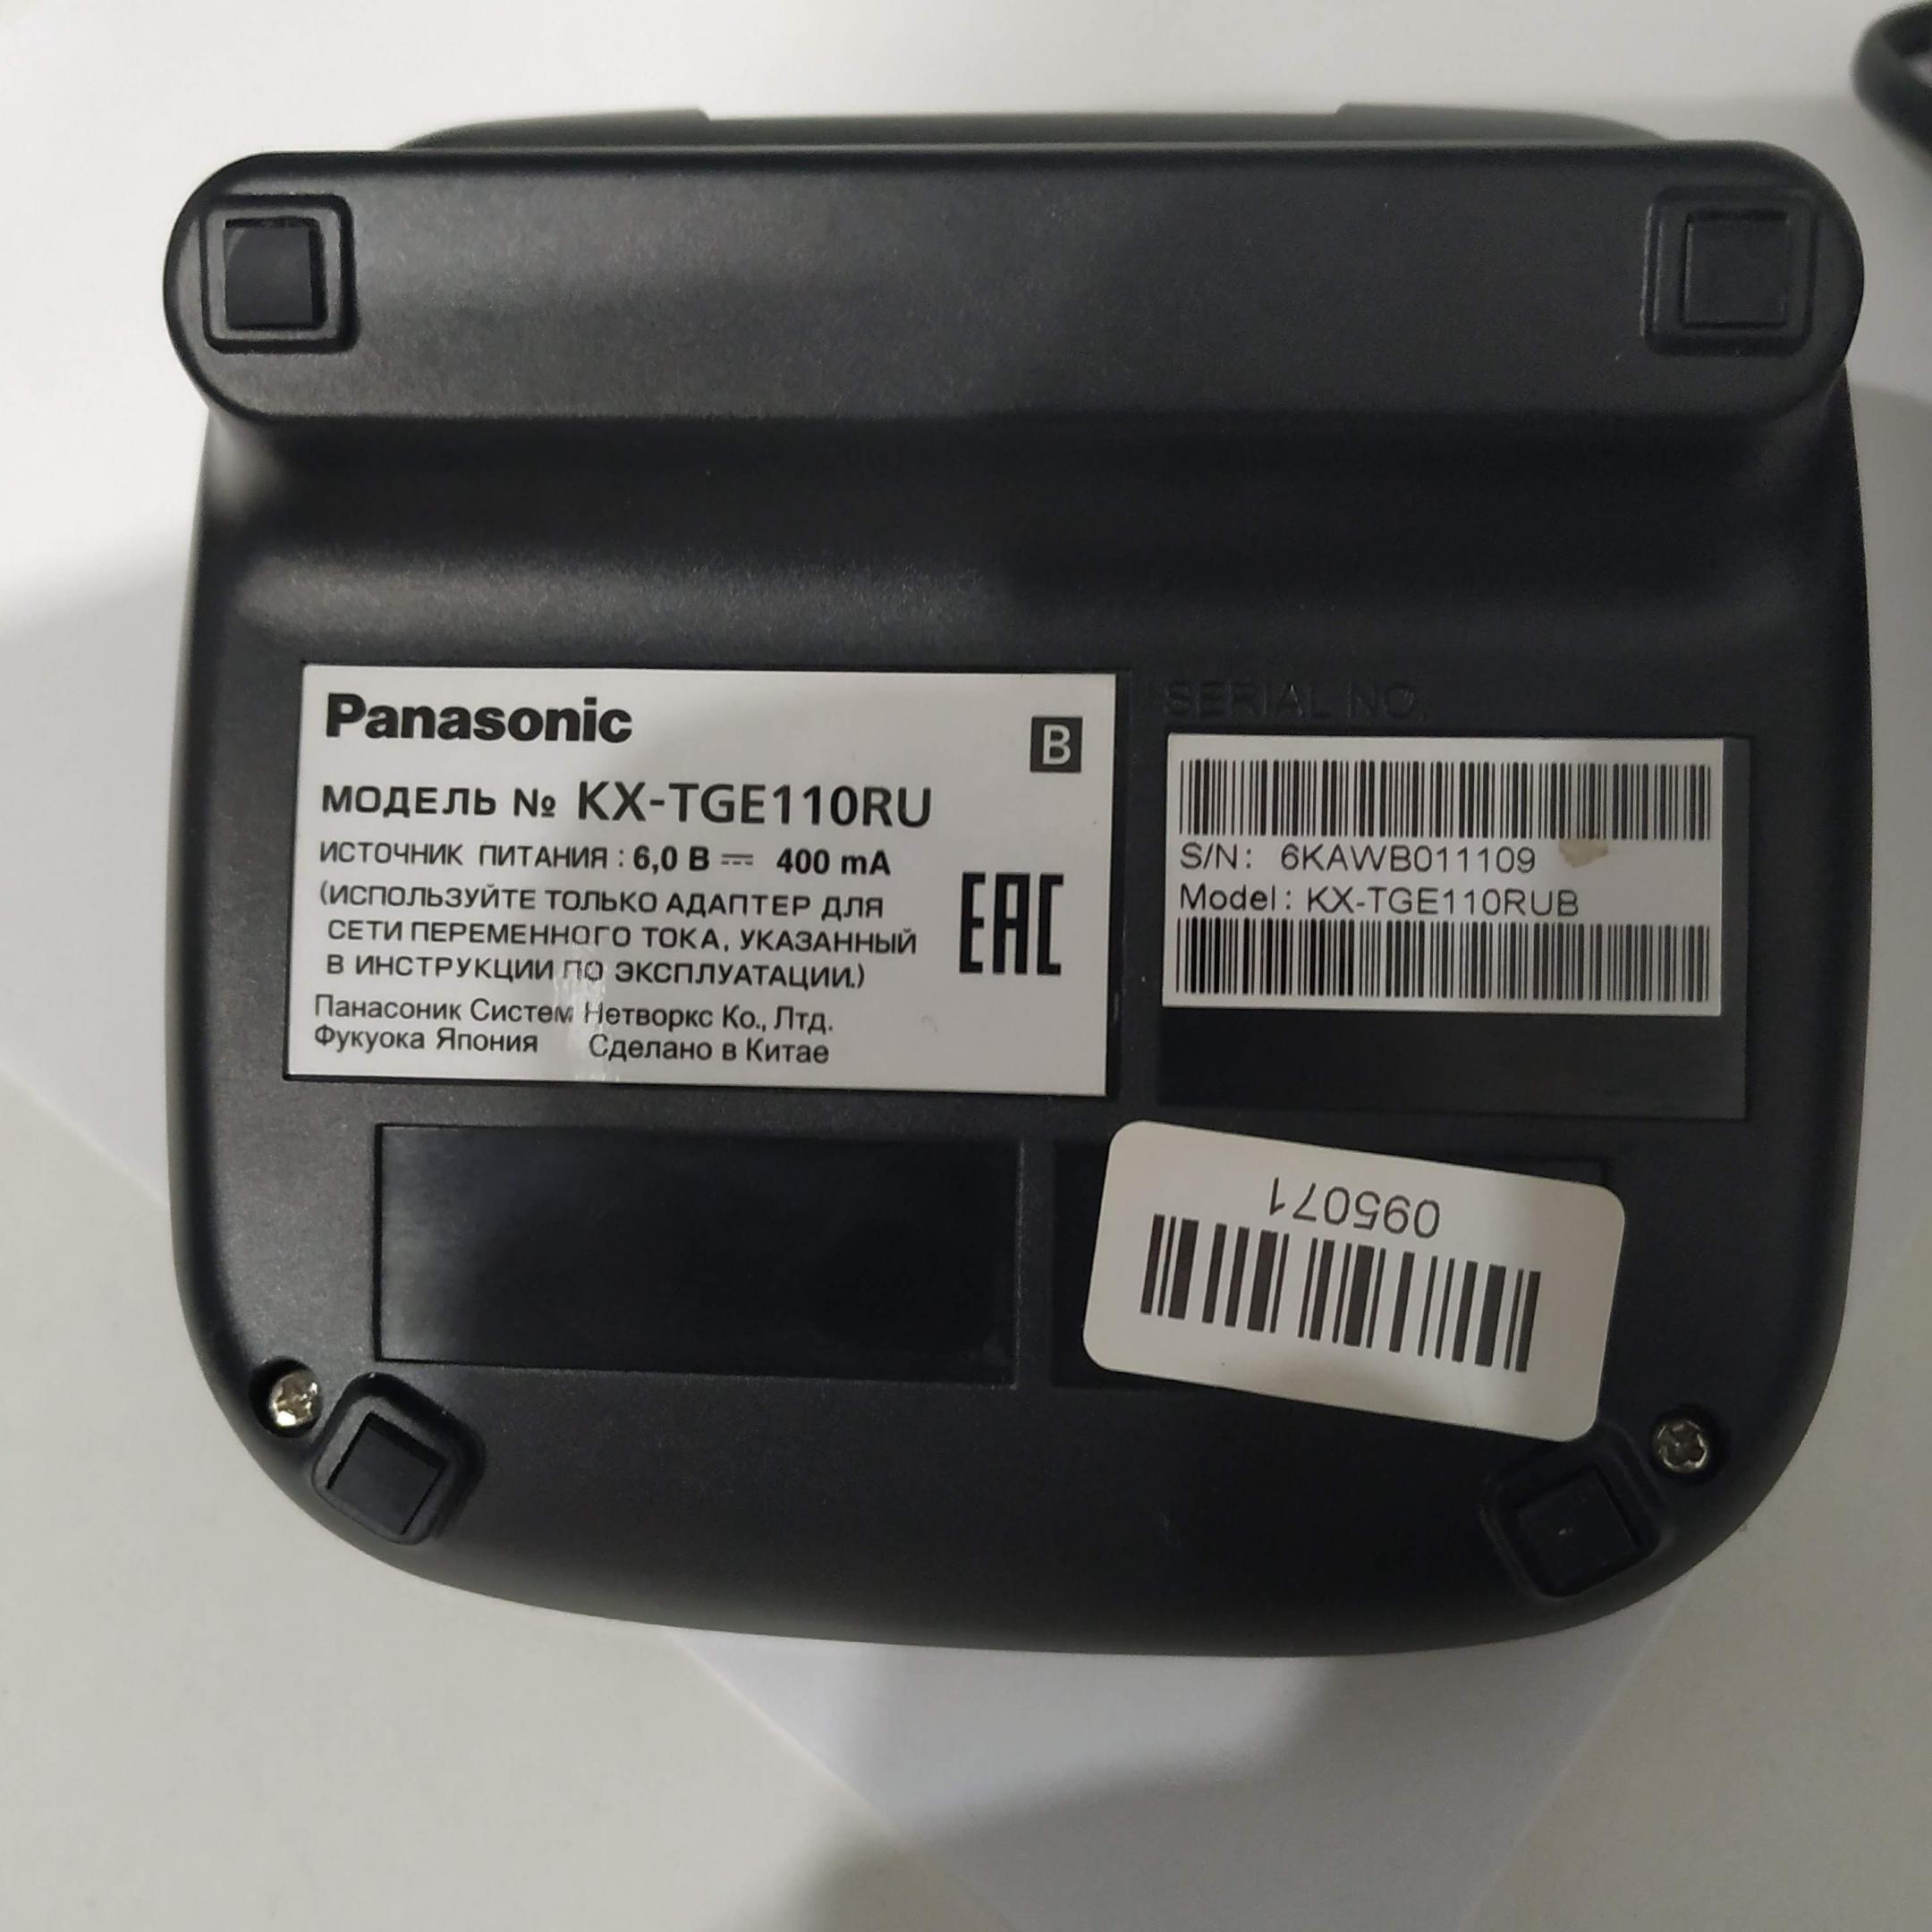 Panasonic
B
МОДЕЛЬ № KX-TGE110RU
ИСТОЧНИК ПИТАНИЯ : 6,0 В ⎓ 400 mA
(ИСПОЛЬЗУЙТЕ ТОЛЬКО АДАПТЕР ДЛЯ
СЕТИ ПЕРЕМЕННОГО ТОКА, УКАЗАННЫЙ
В ИНСТРУКЦИИ ПО ЭКСПЛУАТАЦИИ.)
EAC
Панасоник Систем Нетворкс Ко., Лтд.
Фукуока Япония Сделано в Китае
SERIAL NO.
S/N: 6KAWB011109
Model: KX-TGE110RUB
095071